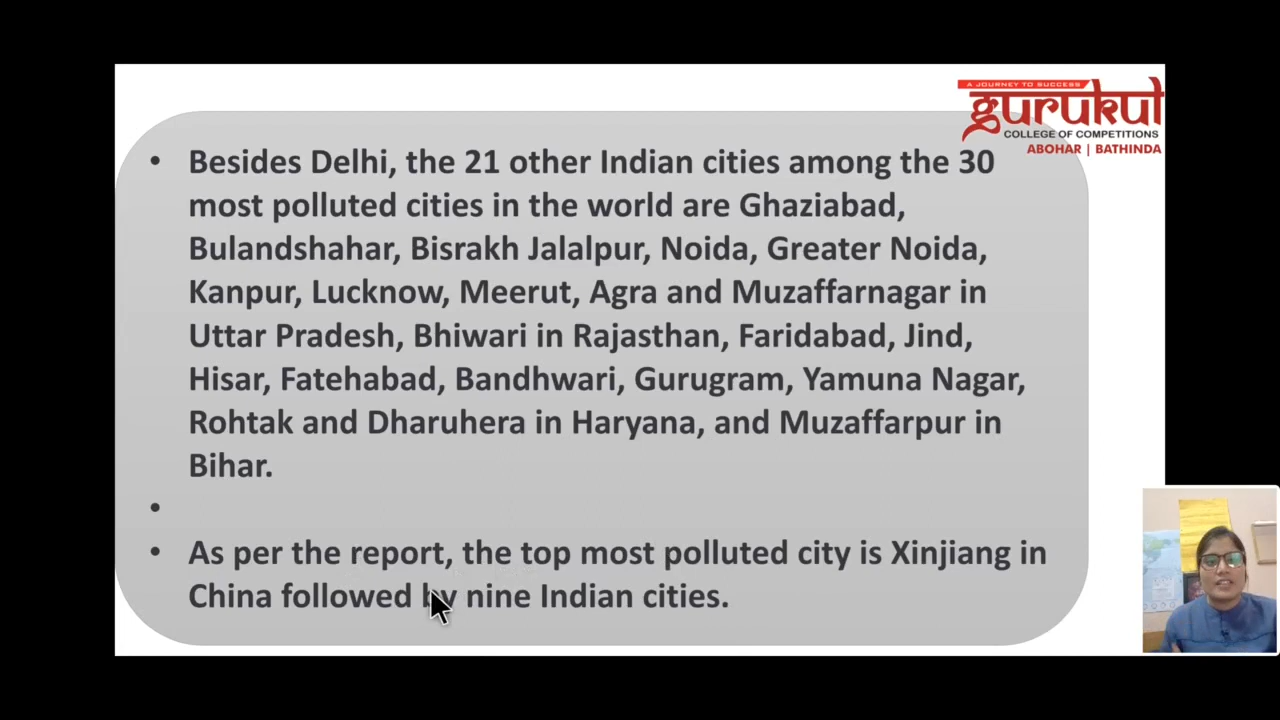 A JOURNEY TO SUCCESS
gurukul
COLLEGE OF COMPETITIONS
ABOHAR | BATHINDA
• Besides Delhi, the 21 other Indian cities among the 30
most polluted cities in the world are Ghaziabad,
Bulandshahar, Bisrakh Jalalpur, Noida, Greater Noida,
Kanpur, Lucknow, Meerut, Agra and Muzaffarnagar in
Uttar Pradesh, Bhiwari in Rajasthan, Faridabad, Jind,
Hisar, Fatehabad, Bandhwari, Gurugram, Yamuna Nagar,
Rohtak and Dharuhera in Haryana, and Muzaffarpur in
Bihar.
•
• As per the report, the top most polluted city is Xinjiang in
China followed by nine Indian cities.